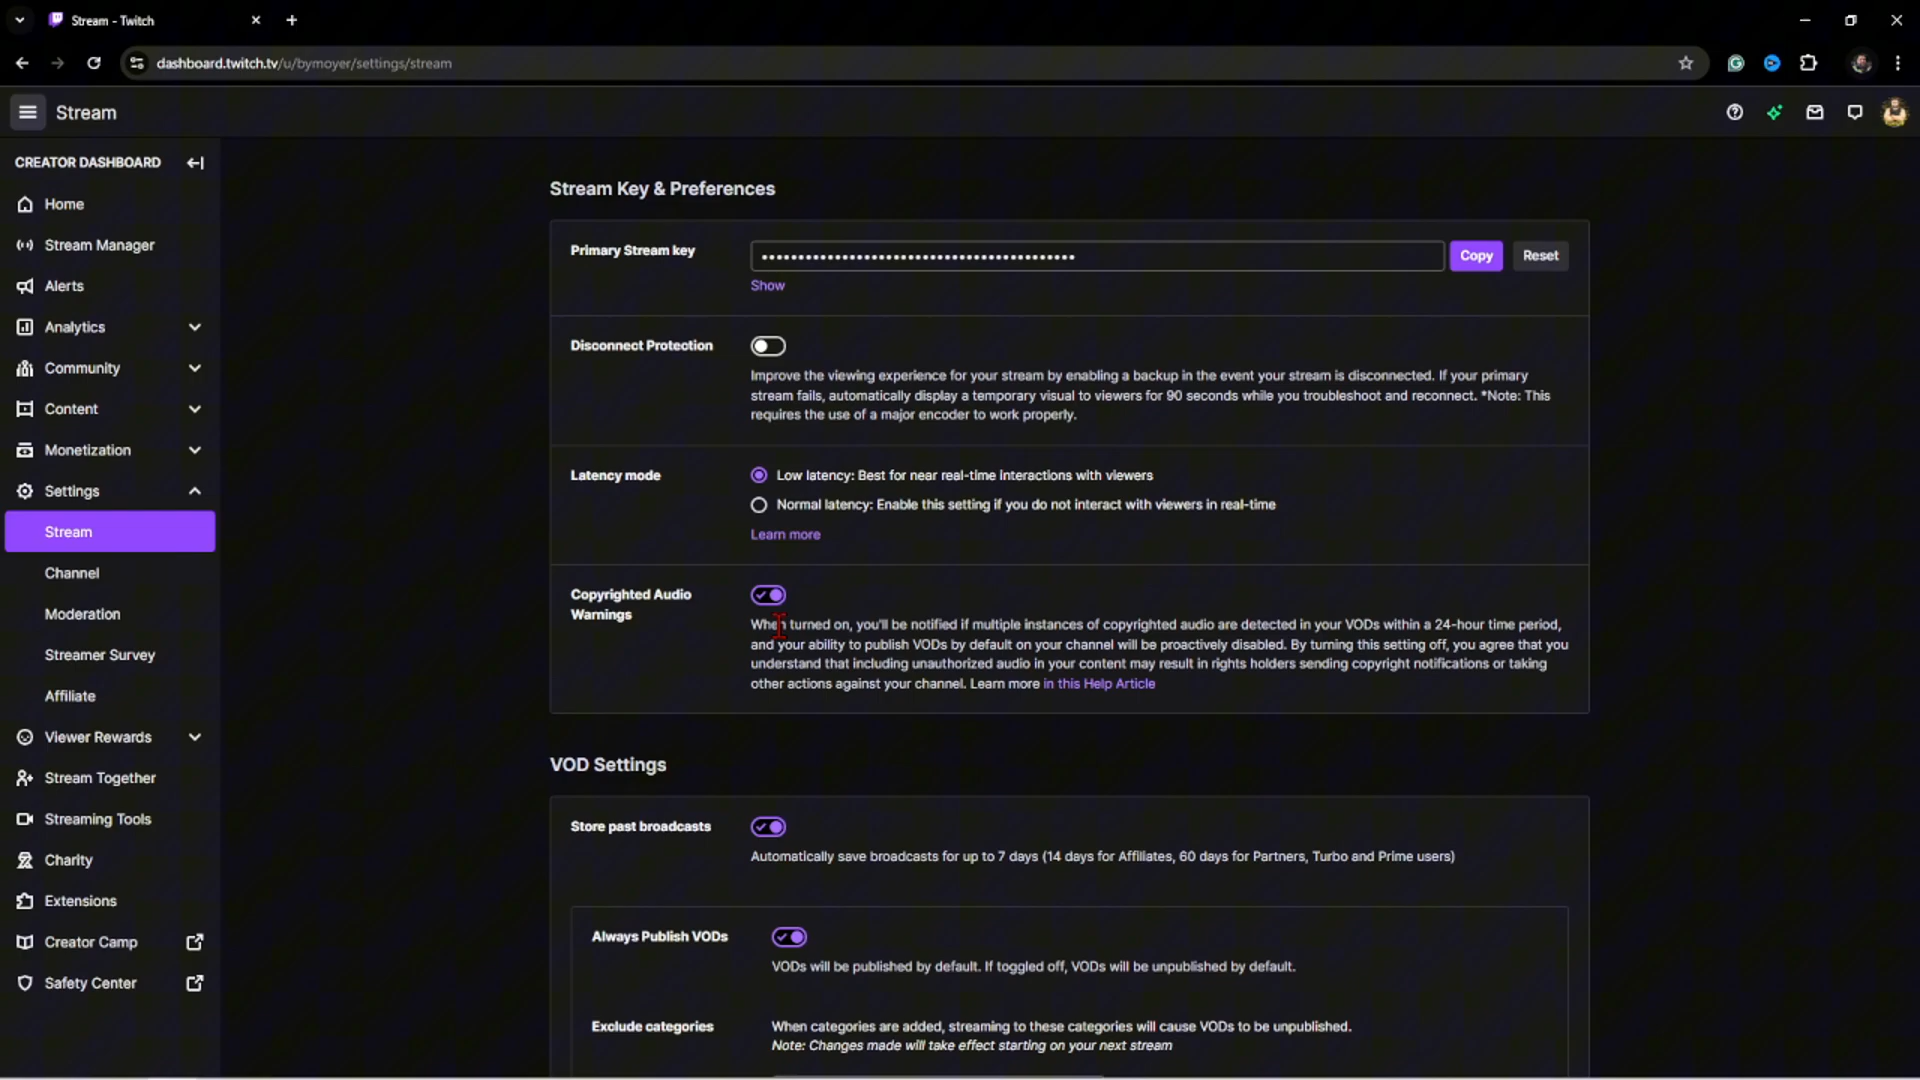 Stream - Twitch
dashboard.twitch.tv/u/bymoyer/settings/stream
Stream
CREATOR DASHBOARD
Home
Stream Manager
Alerts
Analytics
Community
Content
Monetization
Settings
Stream
Channel
Moderation
Streamer Survey
Affiliate
Viewer Rewards
Stream Together
Streaming Tools
Charity
Extensions
Creator Camp
Safety Center
Stream Key & Preferences
Primary Stream key
Copy
Reset
Show
Disconnect Protection
Improve the viewing experience for your stream by enabling a backup in the event your stream is disconnected. If your primary
stream fails, automatically display a temporary visual to viewers for 90 seconds while you troubleshoot and reconnect. *Note: This
requires the use of a major encoder to work properly.
Latency mode
Low latency: Best for near real-time interactions with viewers
Normal latency: Enable this setting if you do not interact with viewers in real-time
Learn more
Copyrighted Audio
Warnings
When turned on, you'll be notified if multiple instances of copyrighted audio are detected in your VODs within a 24-hour time period,
and your ability to publish VODs by default on your channel will be proactively disabled. By turning this setting off, you agree that you
understand that including unauthorized audio in your content may result in rights holders sending copyright notifications or taking
other actions against your channel. Learn more in this Help Article
VOD Settings
Store past broadcasts
Automatically save broadcasts for up to 7 days (14 days for Affiliates, 60 days for Partners, Turbo and Prime users)
Always Publish VODs
VODs will be published by default. If toggled off, VODs will be unpublished by default.
Exclude categories
When categories are added, streaming to these categories will cause VODs to be unpublished.
Note: Changes made will take effect starting on your next stream